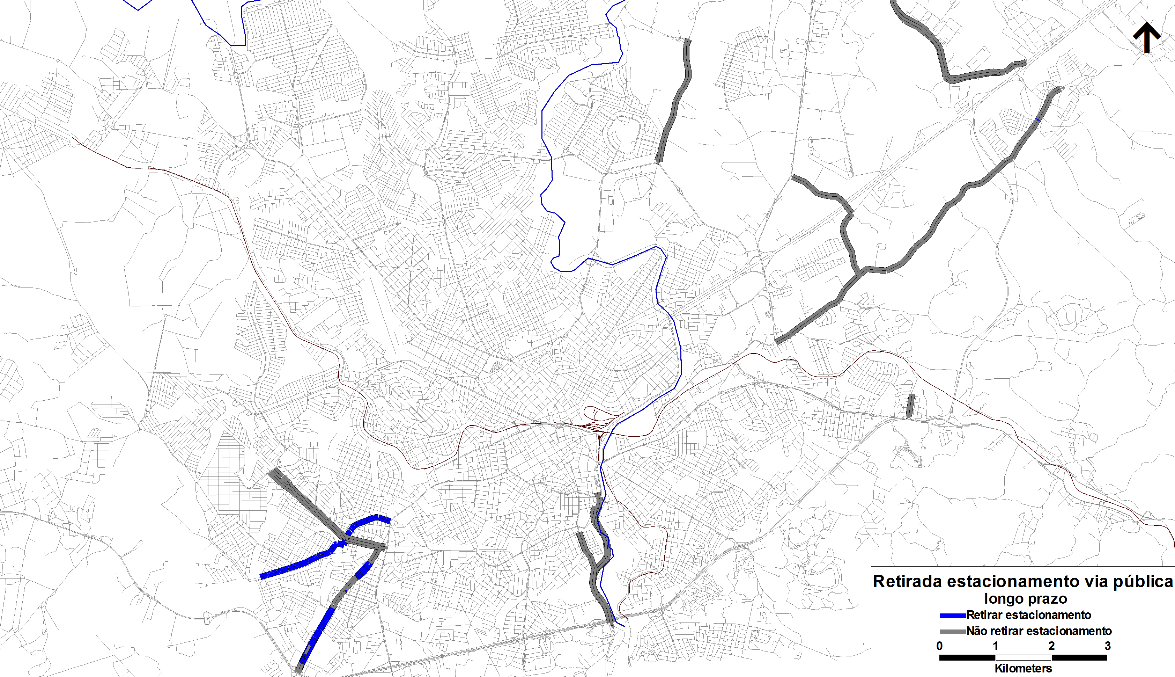 Retirada estacionamento via pública
longo prazo
Retirar estacionamento
Não retirar estacionamento
0 1 2 3
Kilometers